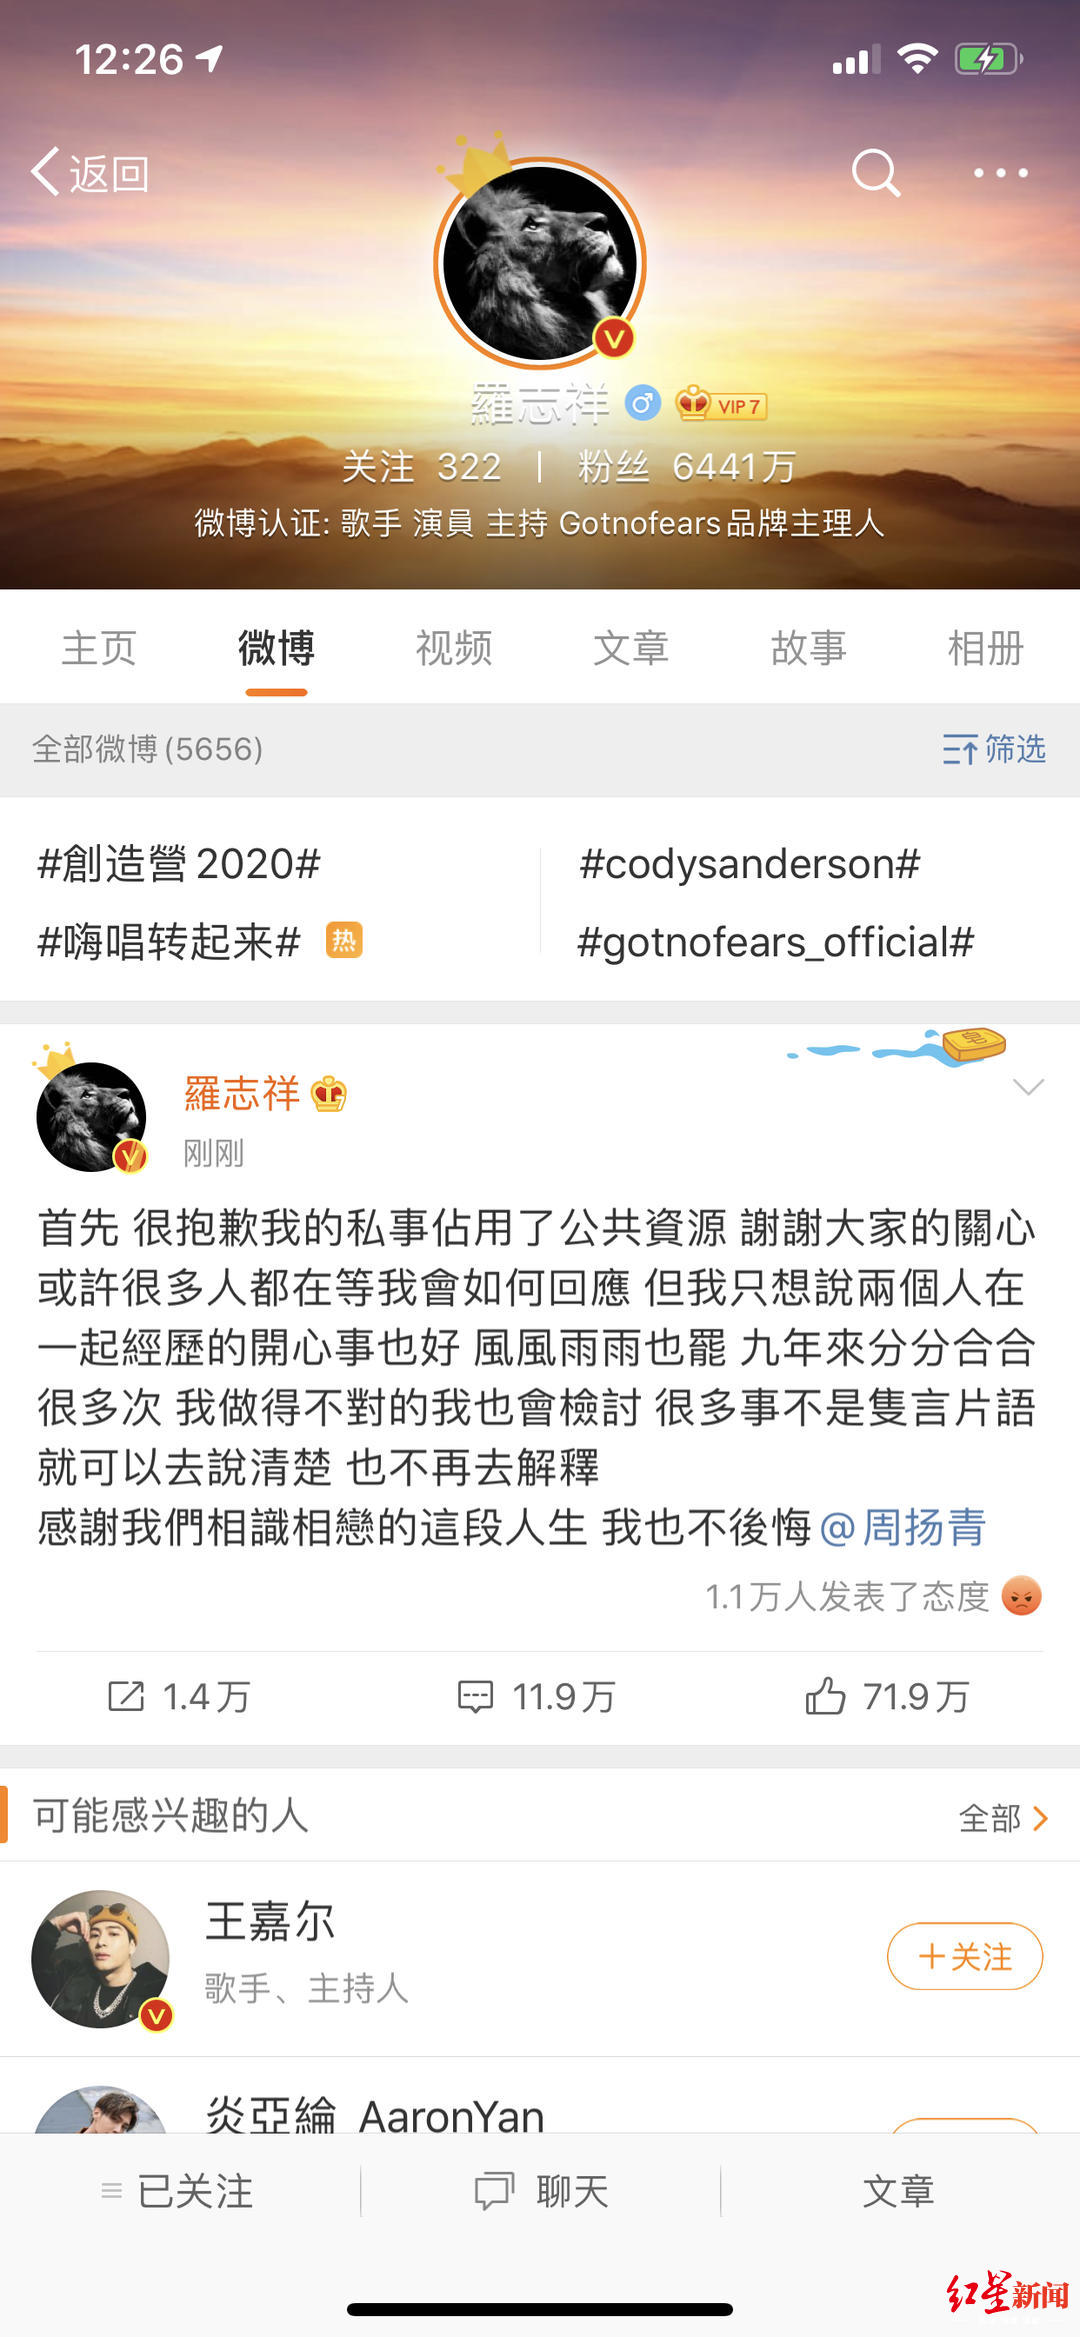 12:26
返回
羅志祥 VIP 7
关注 322 | 粉丝 6441万
微博认证: 歌手 演員 主持 Gotnofears品牌主理人
主页 微博 视频 文章 故事 相册
全部微博(5656) 筛选
#創造營2020# #codysanderson#
#嗨唱转起来# 热 #gotnofears_official#
皂
羅志祥
刚刚
首先 很抱歉我的私事佔用了公共資源 謝謝大家的關心
或許很多人都在等我會如何回應 但我只想說兩個人在
一起經歷的開心事也好 風風雨雨也罷 九年來分分合合
很多次 我做得不對的我也會檢討 很多事不是隻言片語
就可以去說清楚 也不再去解釋
感謝我們相識相戀的這段人生 我也不後悔@周扬青
1.1万人发表了态度
1.4万 11.9万 71.9万
可能感兴趣的人 全部
王嘉尔
歌手、主持人
+关注
炎亞綸_AaronYan
已关注 聊天 文章
红星新闻